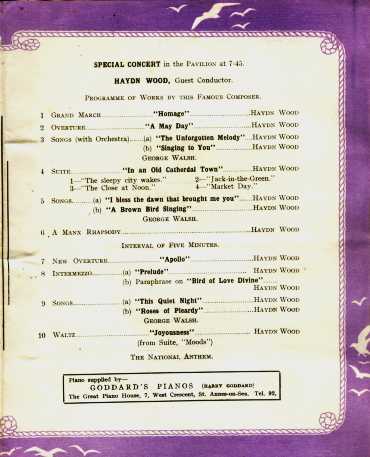 SPECIAL CONCERT in the PAVILION at 7-45.
HAYDN WOOD, Guest Conductor.
PROGRAMME OF WORKS BY THIS FAMOUS COMPOSER.
1 GRAND MARCH "Homage" HAYDN WOOD
2 OVERTURE "A May Day" HAYDN WOOD
3 SONGS (with Orchestra) (a) "The Unforgotten Melody" HAYDN WOOD
(b) "Singing to You" HAYDN WOOD
GEORGE WALSH.
4 SUITE "In an Old Cathedral Town" HAYDN WOOD
1—"The sleepy city wakes." 2—"Jack-in-the-Green."
3—"The Close at Noon." 4—"Market Day."
5 SONGS (a) "I bless the dawn that brought me you" HAYDN WOOD
(b) "A Brown Bird Singing" HAYDN WOOD
GEORGE WALSH.
6 A MANX RHAPSODY HAYDN WOOD
INTERVAL OF FIVE MINUTES.
7 NEW OVERTURE "Apollo" HAYDN WOOD
8 INTERMEZZO (a) "Prelude" HAYDN WOOD
(b) Paraphrase on "Bird of Love Divine"
HAYDN WOOD
9 SONGS (a) "This Quiet Night" HAYDN WOOD
(b) "Roses of Picardy" HAYDN WOOD
GEORGE WALSH.
10 WALTZ "Joyousness" HAYDN WOOD
(from Suite, "Moods")
THE NATIONAL ANTHEM.
Piano supplied by—
GODDARD'S PIANOS (HARRY GODDARD)
The Great Piano House, 7, West Crescent, St. Annes-on-Sea. Tel. 92.